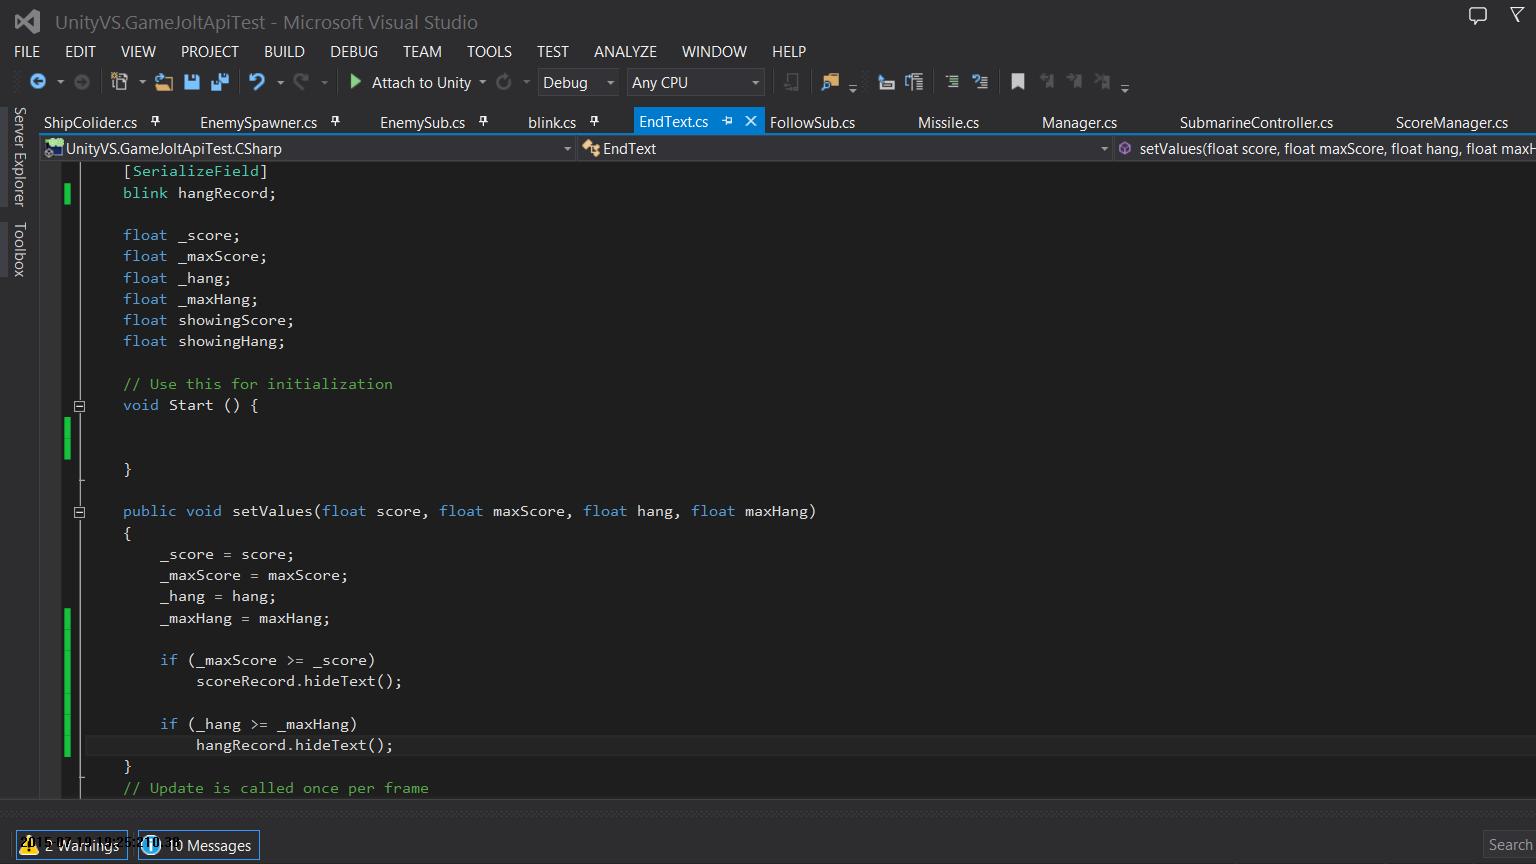 UnityVS.GameJoltApiTest - Microsoft Visual Studio
FILE EDIT VIEW PROJECT BUILD DEBUG TEAM TOOLS TEST ANALYZE WINDOW HELP
Attach to Unity Debug Any CPU
Server Explorer
Toolbox
ShipColider.cs EnemySpawner.cs EnemySub.cs blink.cs EndText.cs FollowSub.cs Missile.cs Manager.cs SubmarineController.cs ScoreManager.cs
UnityVS.GameJoltApiTest.CSharp EndText setValues(float score, float maxScore, float hang, float maxH
[SerializeField]
blink hangRecord;
float _score;
float _maxScore;
float _hang;
float _maxHang;
float showingScore;
float showingHang;
// Use this for initialization
void Start () {
}
public void setValues(float score, float maxScore, float hang, float maxHang)
{
_score = score;
_maxScore = maxScore;
_hang = hang;
_maxHang = maxHang;
if (_maxScore >= _score)
scoreRecord.hideText();
if (_hang >= _maxHang)
hangRecord.hideText();
}
// Update is called once per frame
2 Warnings 10 Messages
Search